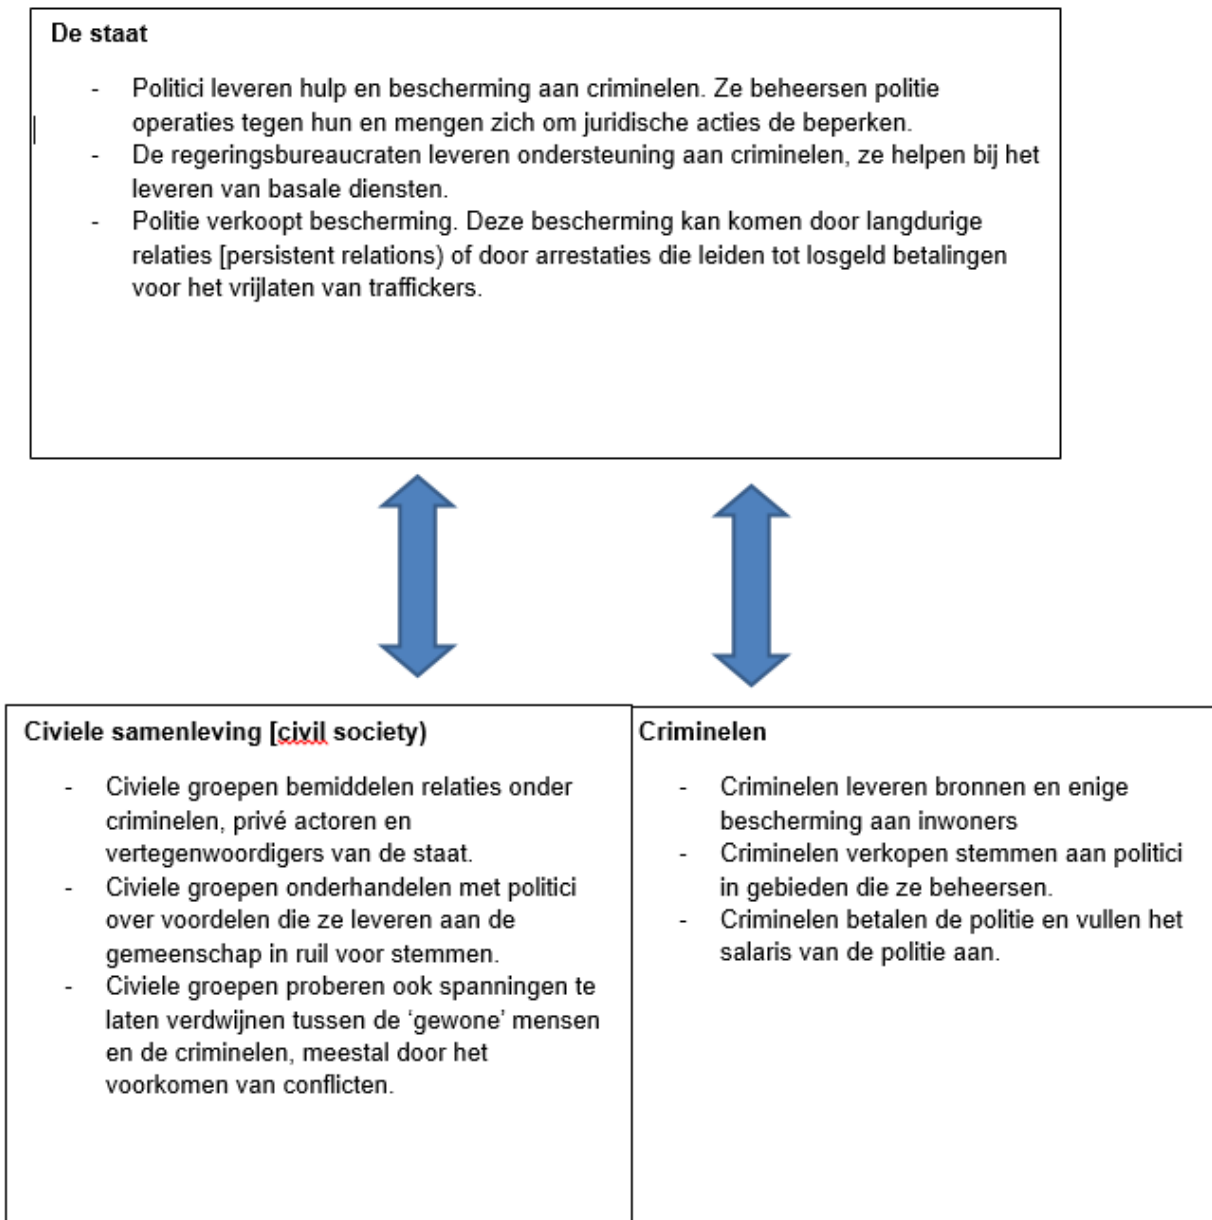 De staat
- Politici leveren hulp en bescherming aan criminelen. Ze beheersen politie
operaties tegen hun en mengen zich om juridische acties de beperken.
- De regeringsbureaucraten leveren ondersteuning aan criminelen, ze helpen bij het
leveren van basale diensten.
- Politie verkoopt bescherming. Deze bescherming kan komen door langdurige
relaties [persistent relations) of door arrestaties die leiden tot losgeld betalingen
voor het vrijlaten van traffickers.
Civiele samenleving [civil society)
- Civiele groepen bemiddelen relaties onder
criminelen, privé actoren en
vertegenwoordigers van de staat.
- Civiele groepen onderhandelen met politici
over voordelen die ze leveren aan de
gemeenschap in ruil voor stemmen.
- Civiele groepen proberen ook spanningen te
laten verdwijnen tussen de ‘gewone’ mensen
en de criminelen, meestal door het
voorkomen van conflicten.
Criminelen
- Criminelen leveren bronnen en enige
bescherming aan inwoners
- Criminelen verkopen stemmen aan politici
in gebieden die ze beheersen.
- Criminelen betalen de politie en vullen het
salaris van de politie aan.